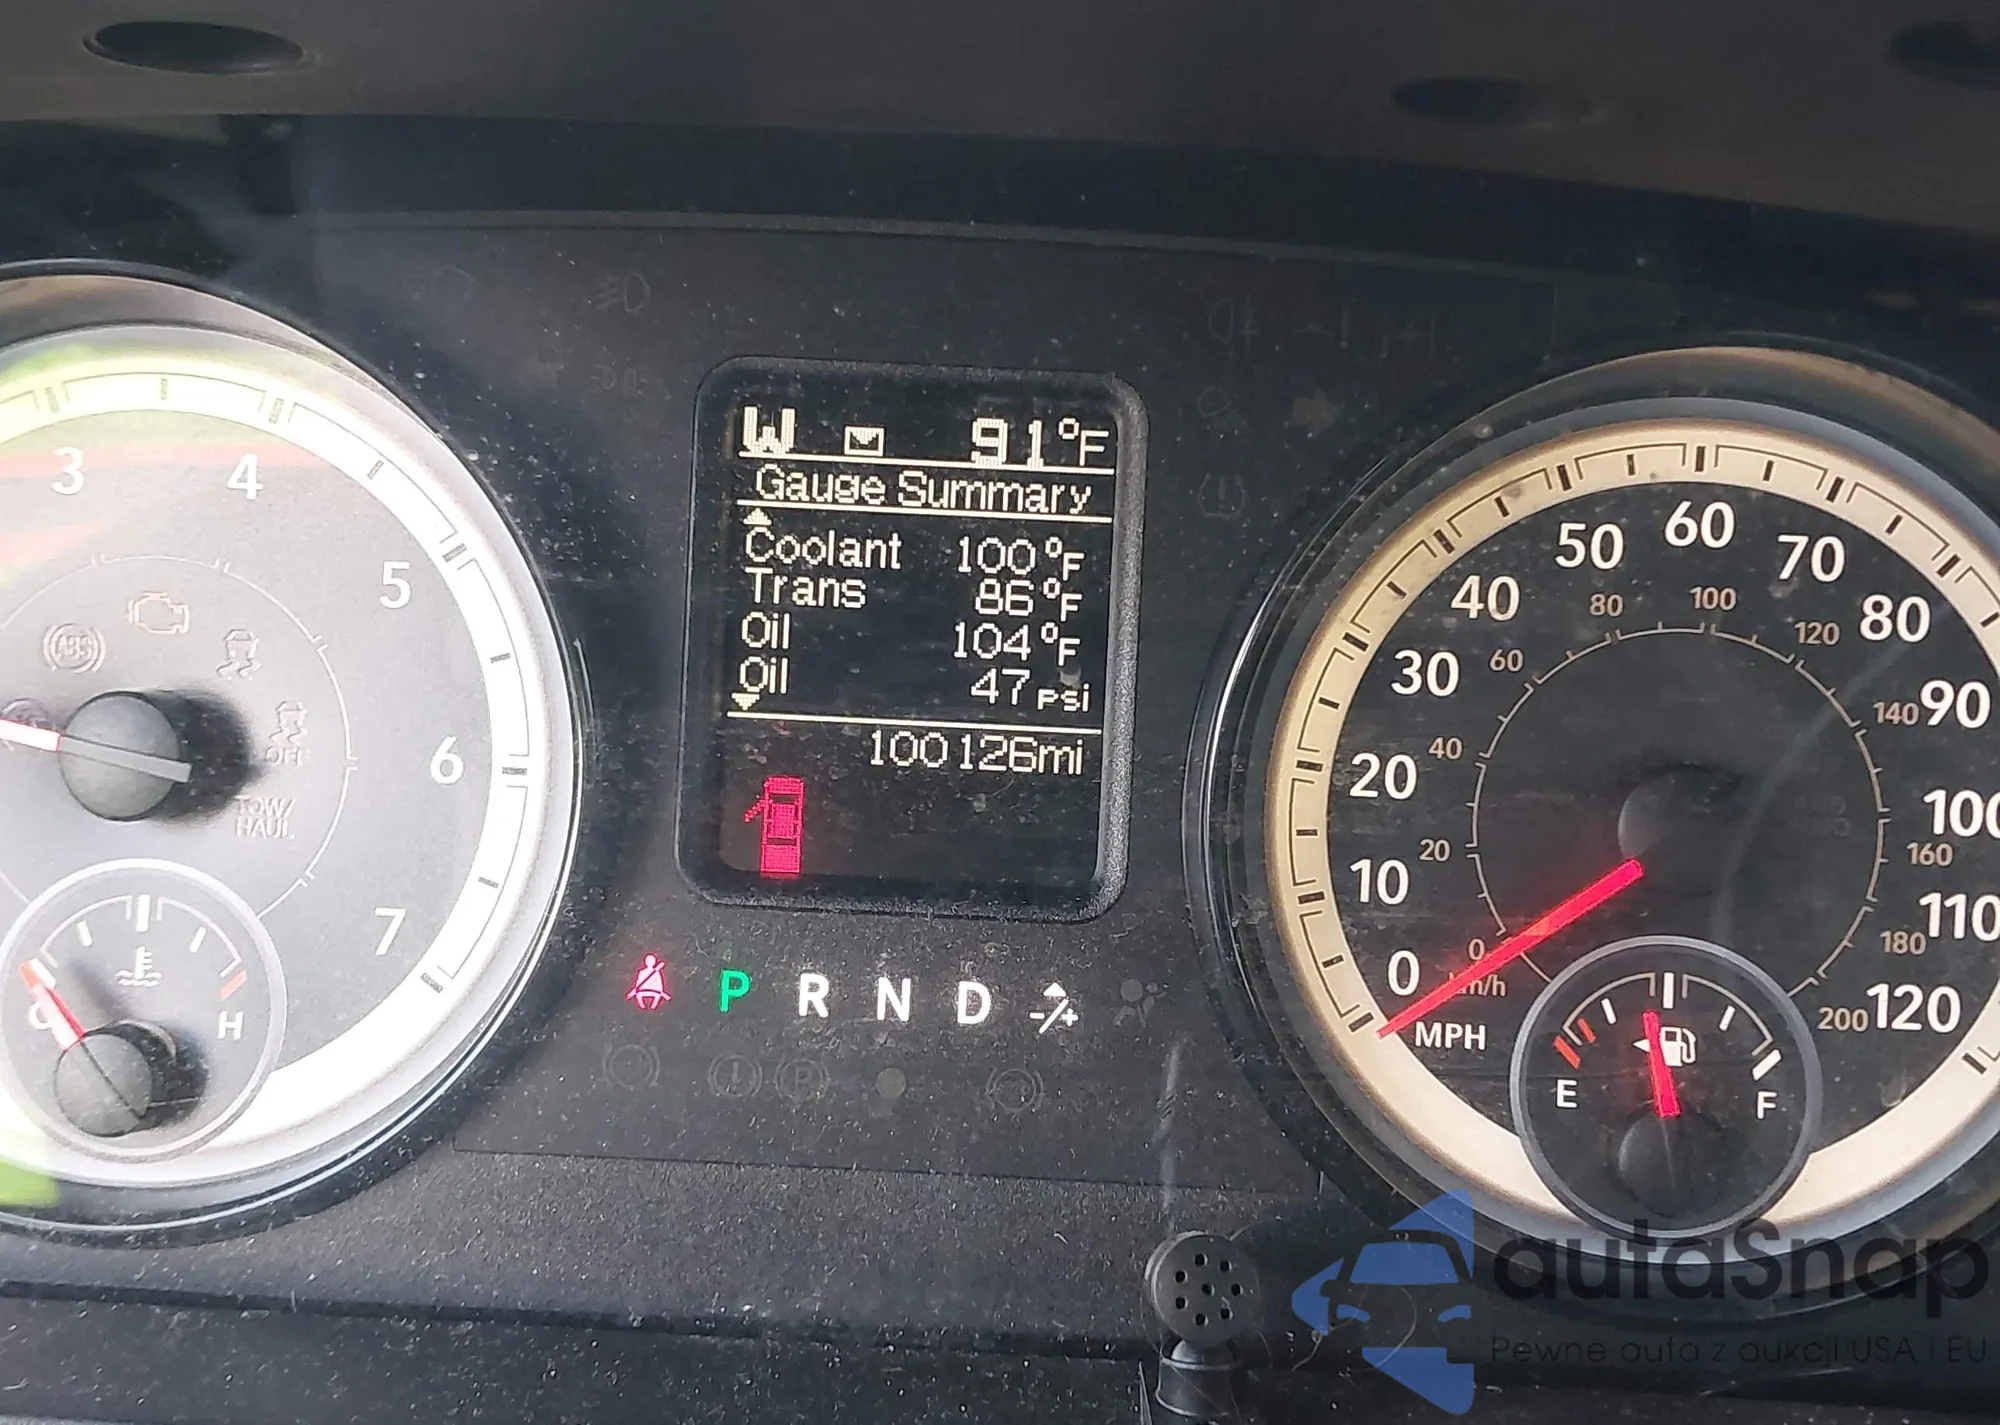 W 91°F
Gauge Summary
Coolant 100°F
Trans 86°F
Oil 104°F
Oil 47 psi
100126mi
P R N D -/+
3 4 5 6 7
ABS
OFF
TOW/
HAUL
C H
0 10 20 30 40 50 60 70 80 90 100 110 120
MPH
0 20 40 60 80 100 120 140 160 180 200
km/h
E F
autaSnap
Pewne auta z aukcji USA i EU